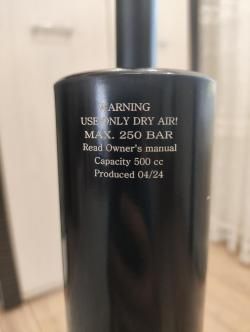 WARNING
USE ONLY DRY AIR!
MAX. 250 BAR
Read Owner's manual
Capacity 500 cc
Produced 04/24